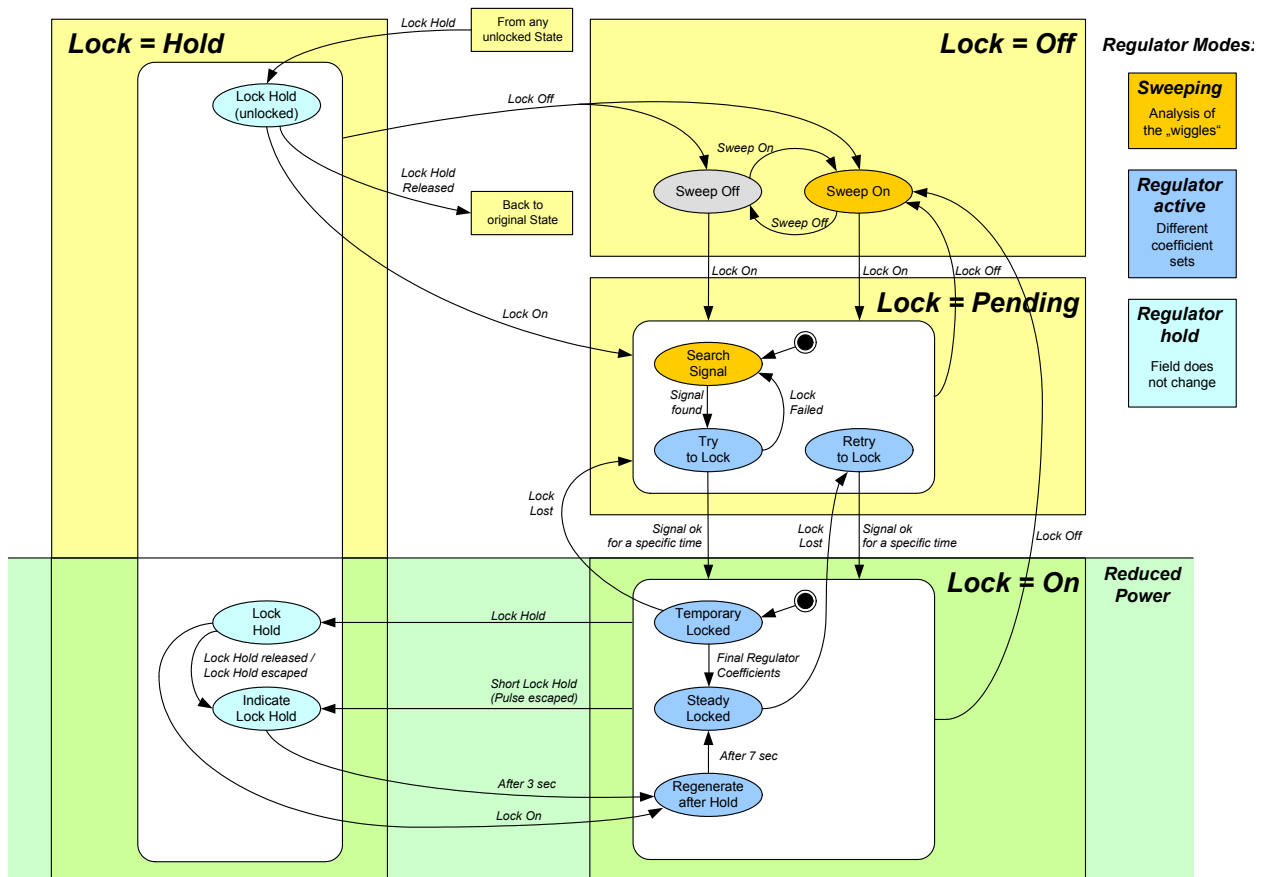 Lock = Hold
Lock Hold
From any
unlocked State
Lock = Off
Regulator Modes:
Lock Hold
(unlocked)
Lock Off
Sweeping
Analysis of
the „wiggles“
Sweep On
Lock Hold
Released
Back to
original State
Sweep Off
Sweep On
Sweep Off
Regulator
active
Different
coefficient
sets
Lock On
Lock On
Lock Off
Lock = Pending
Lock On
Regulator
hold
Field does
not change
Search
Signal
Signal
found
Lock
Failed
Try
to Lock
Retry
to Lock
Lock
Lost
Signal ok
for a specific time
Lock
Lost
Signal ok
for a specific time
Lock Off
Lock = On
Reduced
Power
Lock
Hold
Lock Hold
Temporary
Locked
Lock Hold released /
Lock Hold escaped
Final Regulator
Coefficients
Indicate
Lock Hold
Short Lock Hold
(Pulse escaped)
Steady
Locked
After 7 sec
After 3 sec
Regenerate
after Hold
Lock On